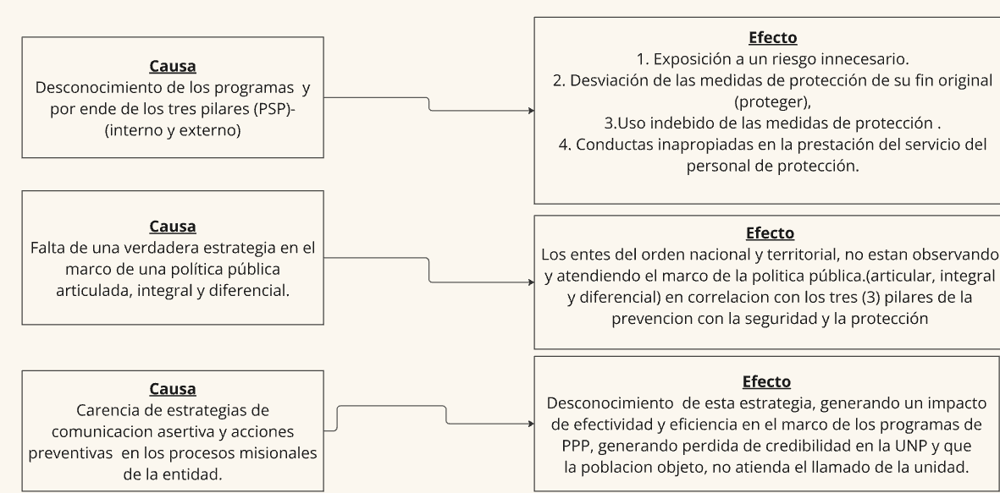 Causa
Desconocimiento de los programas y
por ende de los tres pilares (PSP)-
(interno y externo)
Efecto
1. Exposición a un riesgo innecesario.
2. Desviación de las medidas de protección de su fin original
(proteger),
3.Uso indebido de las medidas de protección .
4. Conductas inapropiadas en la prestación del servicio del
personal de protección.
Causa
Falta de una verdadera estrategia en el
marco de una política pública
articulada, integral y diferencial.
Efecto
Los entes del orden nacional y territorial, no estan observando
y atendiendo el marco de la politica pública.(articular, integral
y diferencial) en correlacion con los tres (3) pilares de la
prevencion con la seguridad y la protección
Causa
Carencia de estrategias de
comunicacion asertiva y acciones
preventivas en los procesos misionales
de la entidad.
Efecto
Desconocimiento de esta estrategia, generando un impacto
de efectividad y eficiencia en el marco de los programas de
PPP, generando perdida de credibilidad en la UNP y que
la poblacion objeto, no atienda el llamado de la unidad.